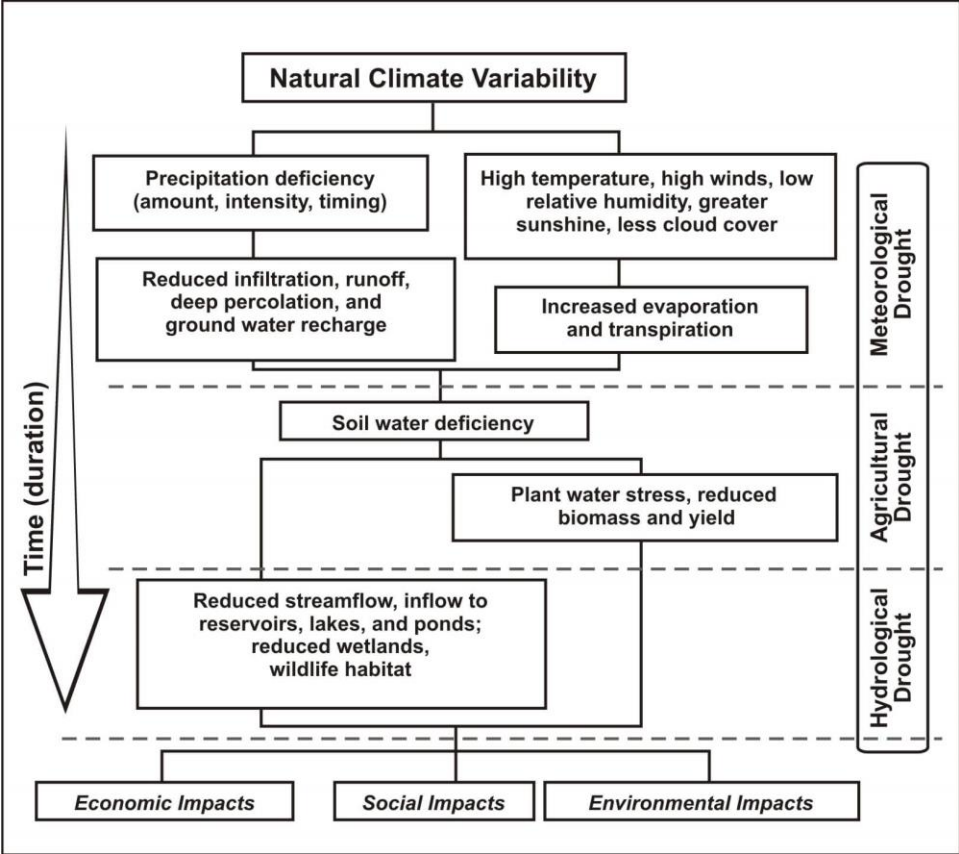 Natural Climate Variability
Precipitation deficiency
(amount, intensity, timing)
High temperature, high winds, low
relative humidity, greater
sunshine, less cloud cover
Reduced infiltration, runoff,
deep percolation, and
ground water recharge
Increased evaporation
and transpiration
Meteorological
Drought
Time (duration)
Soil water deficiency
Plant water stress, reduced
biomass and yield
Agricultural
Drought
Reduced streamflow, inflow to
reservoirs, lakes, and ponds;
reduced wetlands,
wildlife habitat
Hydrological
Drought
Economic Impacts
Social Impacts
Environmental Impacts